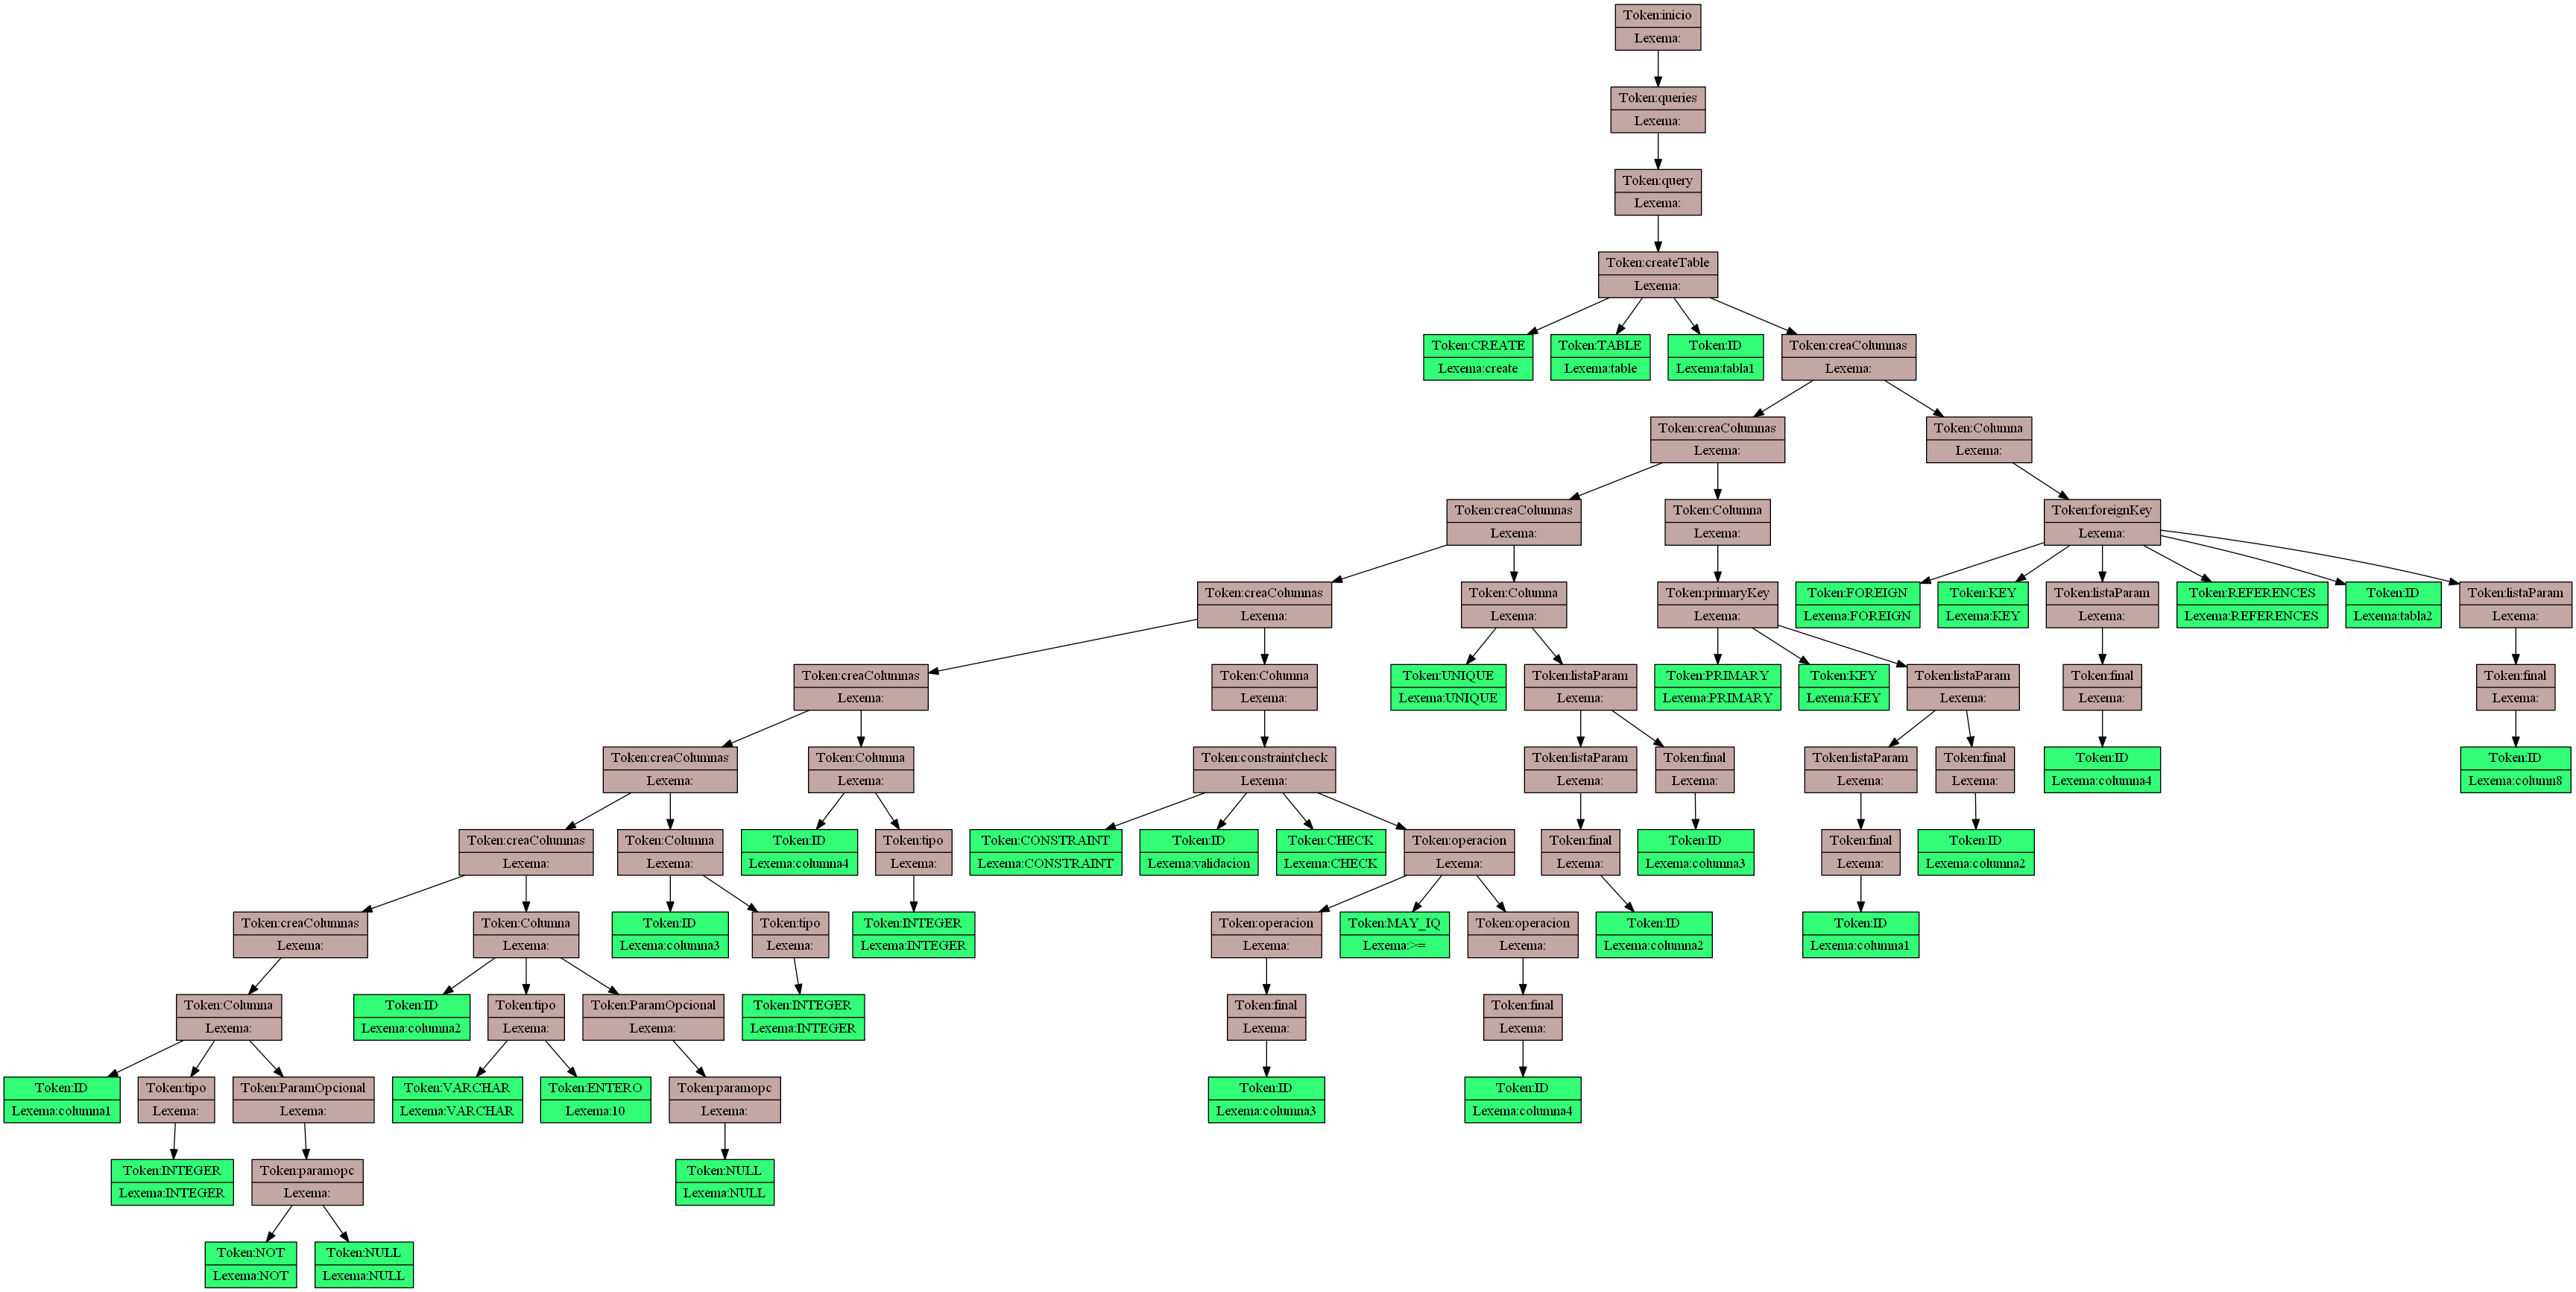 Token:inicio
Lexema:
Token:queries
Lexema:
Token:query
Lexema:
Token:createTable
Lexema:
Token:CREATE
Lexema:create
Token:TABLE
Lexema:table
Token:ID
Lexema:tabla1
Token:creaColumnas
Lexema:
Token:creaColumnas
Lexema:
Token:Columna
Lexema:
Token:creaColumnas
Lexema:
Token:Columna
Lexema:
Token:foreignKey
Lexema:
Token:creaColumnas
Lexema:
Token:Columna
Lexema:
Token:primaryKey
Lexema:
Token:FOREIGN
Lexema:FOREIGN
Token:KEY
Lexema:KEY
Token:listaParam
Lexema:
Token:REFERENCES
Lexema:REFERENCES
Token:ID
Lexema:tabla2
Token:listaParam
Lexema:
Token:creaColumnas
Lexema:
Token:Columna
Lexema:
Token:UNIQUE
Lexema:UNIQUE
Token:listaParam
Lexema:
Token:PRIMARY
Lexema:PRIMARY
Token:KEY
Lexema:KEY
Token:listaParam
Lexema:
Token:final
Lexema:
Token:final
Lexema:
Token:creaColumnas
Lexema:
Token:Columna
Lexema:
Token:constraintcheck
Lexema:
Token:listaParam
Lexema:
Token:final
Lexema:
Token:listaParam
Lexema:
Token:final
Lexema:
Token:ID
Lexema:columna4
Token:ID
Lexema:column8
Token:creaColumnas
Lexema:
Token:Columna
Lexema:
Token:ID
Lexema:columna4
Token:tipo
Lexema:
Token:CONSTRAINT
Lexema:CONSTRAINT
Token:ID
Lexema:validacion
Token:CHECK
Lexema:CHECK
Token:operacion
Lexema:
Token:final
Lexema:
Token:ID
Lexema:columna3
Token:final
Lexema:
Token:ID
Lexema:columna2
Token:creaColumnas
Lexema:
Token:Columna
Lexema:
Token:ID
Lexema:columna3
Token:tipo
Lexema:
Token:INTEGER
Lexema:INTEGER
Token:operacion
Lexema:
Token:MAY_IQ
Lexema:>=
Token:operacion
Lexema:
Token:ID
Lexema:columna2
Token:ID
Lexema:columna1
Token:Columna
Lexema:
Token:ID
Lexema:columna2
Token:tipo
Lexema:
Token:ParamOpcional
Lexema:
Token:INTEGER
Lexema:INTEGER
Token:final
Lexema:
Token:final
Lexema:
Token:ID
Lexema:columna1
Token:tipo
Lexema:
Token:ParamOpcional
Lexema:
Token:VARCHAR
Lexema:VARCHAR
Token:ENTERO
Lexema:10
Token:paramopc
Lexema:
Token:ID
Lexema:columna3
Token:ID
Lexema:columna4
Token:INTEGER
Lexema:INTEGER
Token:paramopc
Lexema:
Token:NULL
Lexema:NULL
Token:NOT
Lexema:NOT
Token:NULL
Lexema:NULL